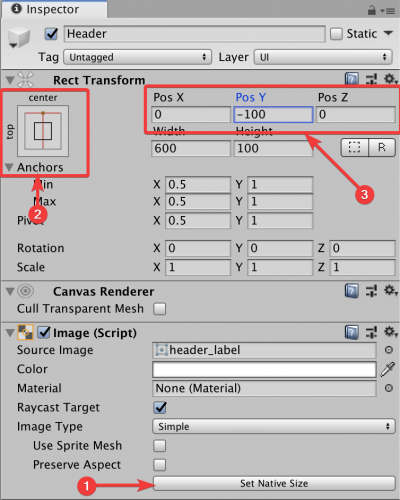 Inspector
Header Static
Tag Untagged Layer UI
Rect Transform
center Pos X Pos Y Pos Z
top 0 -100 0
Width Height
600 100 R
Anchors
Min X 0.5 Y 1
Max X 0.5 Y 1
2 3
Pivot X 0.5 Y 1
Rotation X 0 Y 0 Z 0
Scale X 1 Y 1 Z 1
Canvas Renderer
Cull Transparent Mesh
Image (Script)
Source Image header_label
Color
Material None (Material)
Raycast Target
Image Type Simple
Use Sprite Mesh
Preserve Aspect
1 Set Native Size